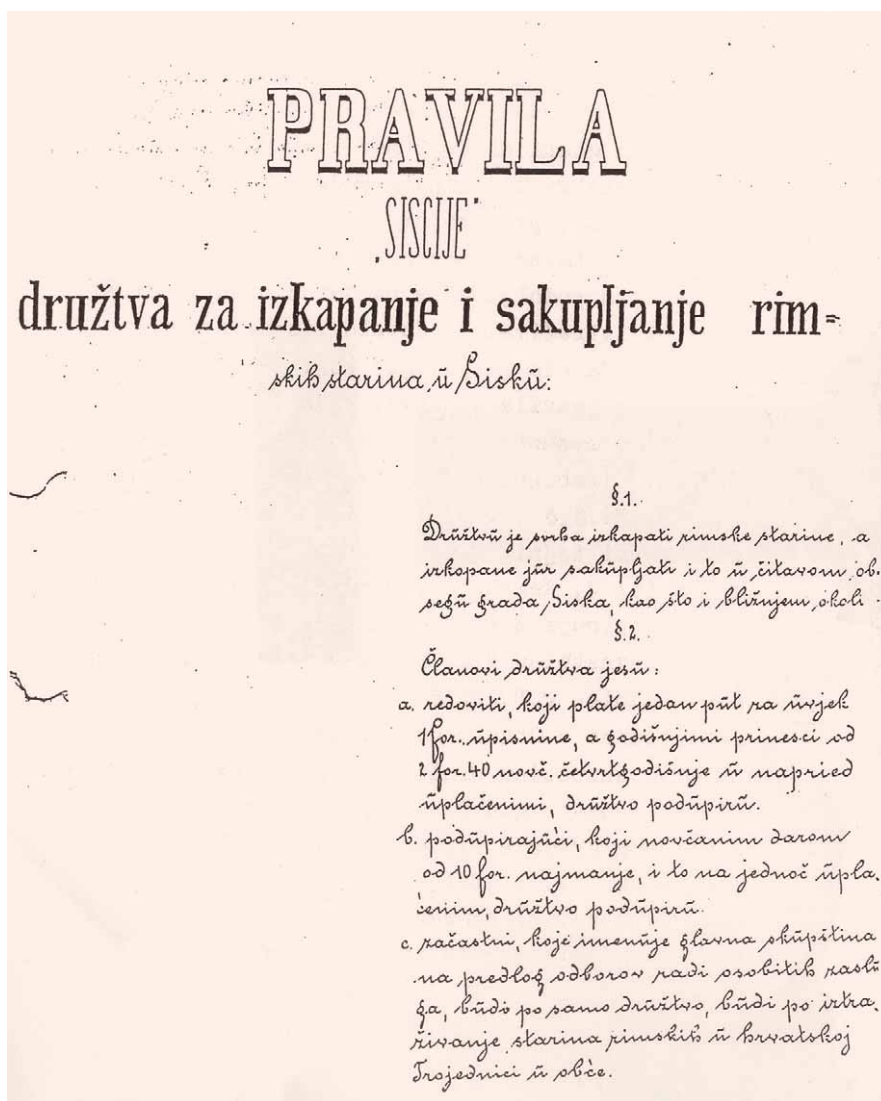 PRAVILA
„SISCIJE"
družtva za izkapanje i sakupljanje rim=
skih starina u Sisku:
§.1.
Družtvu je svrha izkapati rimske starine, a
izkopane jur sakupljati i to u čitavom ob.
segu grada Siska, kao što i bližnjem okoli
§.2.
Članovi družtva jesu:
a. redoviti, koji plate jedan put za uvjek
1 for. upisnine, a godišnjimi prinesci od
2 for. 40 novč. četvrtgodišnje u napried
uplaćenimi, družtvo podupiru.
b. podupirajući, koji novčanim darom
od 10 for. najmanje, i to na jednoč upla.
ćenim, družtvo podupiru.
c. začastni, koje imenuje glavna skupština
na predlog odborov radi osobitih zaslu
ga, budi po samo družtvo, budi po iztra.
živanje starina rimskih u hrvatskoj
Trojednici u obće.